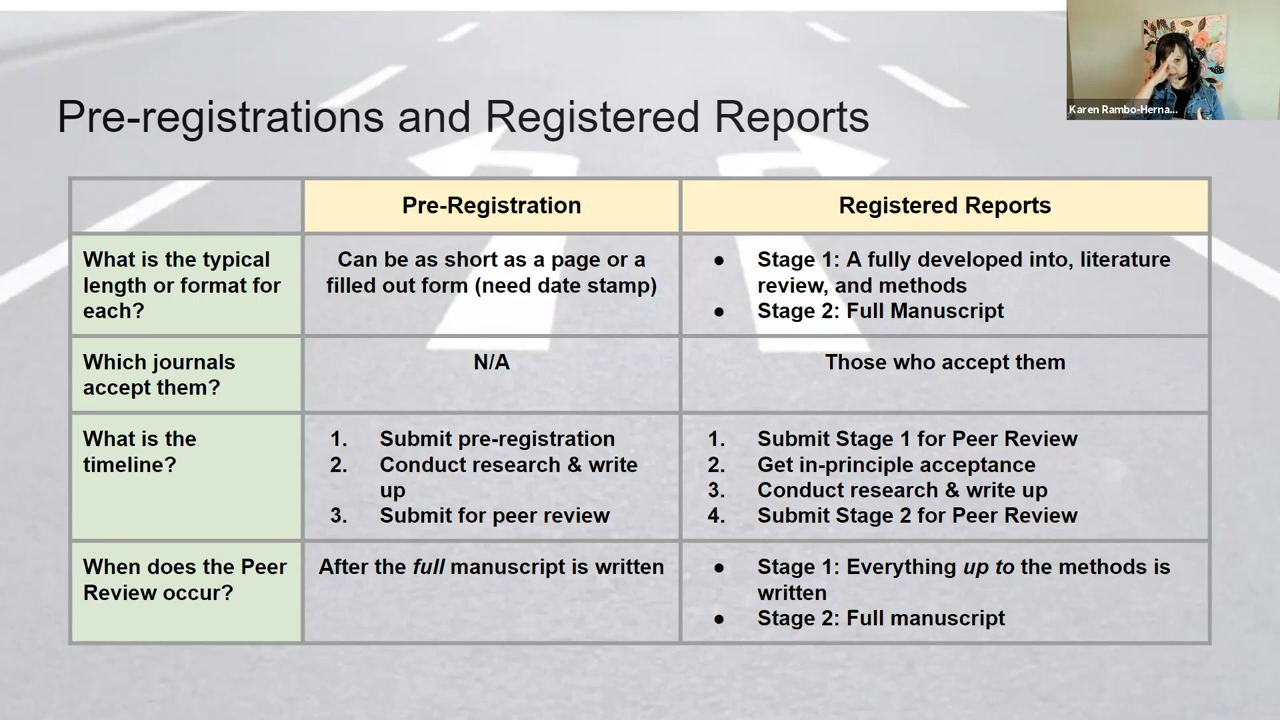 Karen Rambo-Herna...
Pre-registrations and Registered Reports
Pre-Registration
Registered Reports
What is the typical
length or format for
each?
Can be as short as a page or a
filled out form (need date stamp)
● Stage 1: A fully developed into, literature
review, and methods
● Stage 2: Full Manuscript
Which journals
accept them?
N/A
Those who accept them
What is the
timeline?
1. Submit pre-registration
2. Conduct research & write
up
3. Submit for peer review
1. Submit Stage 1 for Peer Review
2. Get in-principle acceptance
3. Conduct research & write up
4. Submit Stage 2 for Peer Review
When does the Peer
Review occur?
After the full manuscript is written
● Stage 1: Everything up to the methods is
written
● Stage 2: Full manuscript